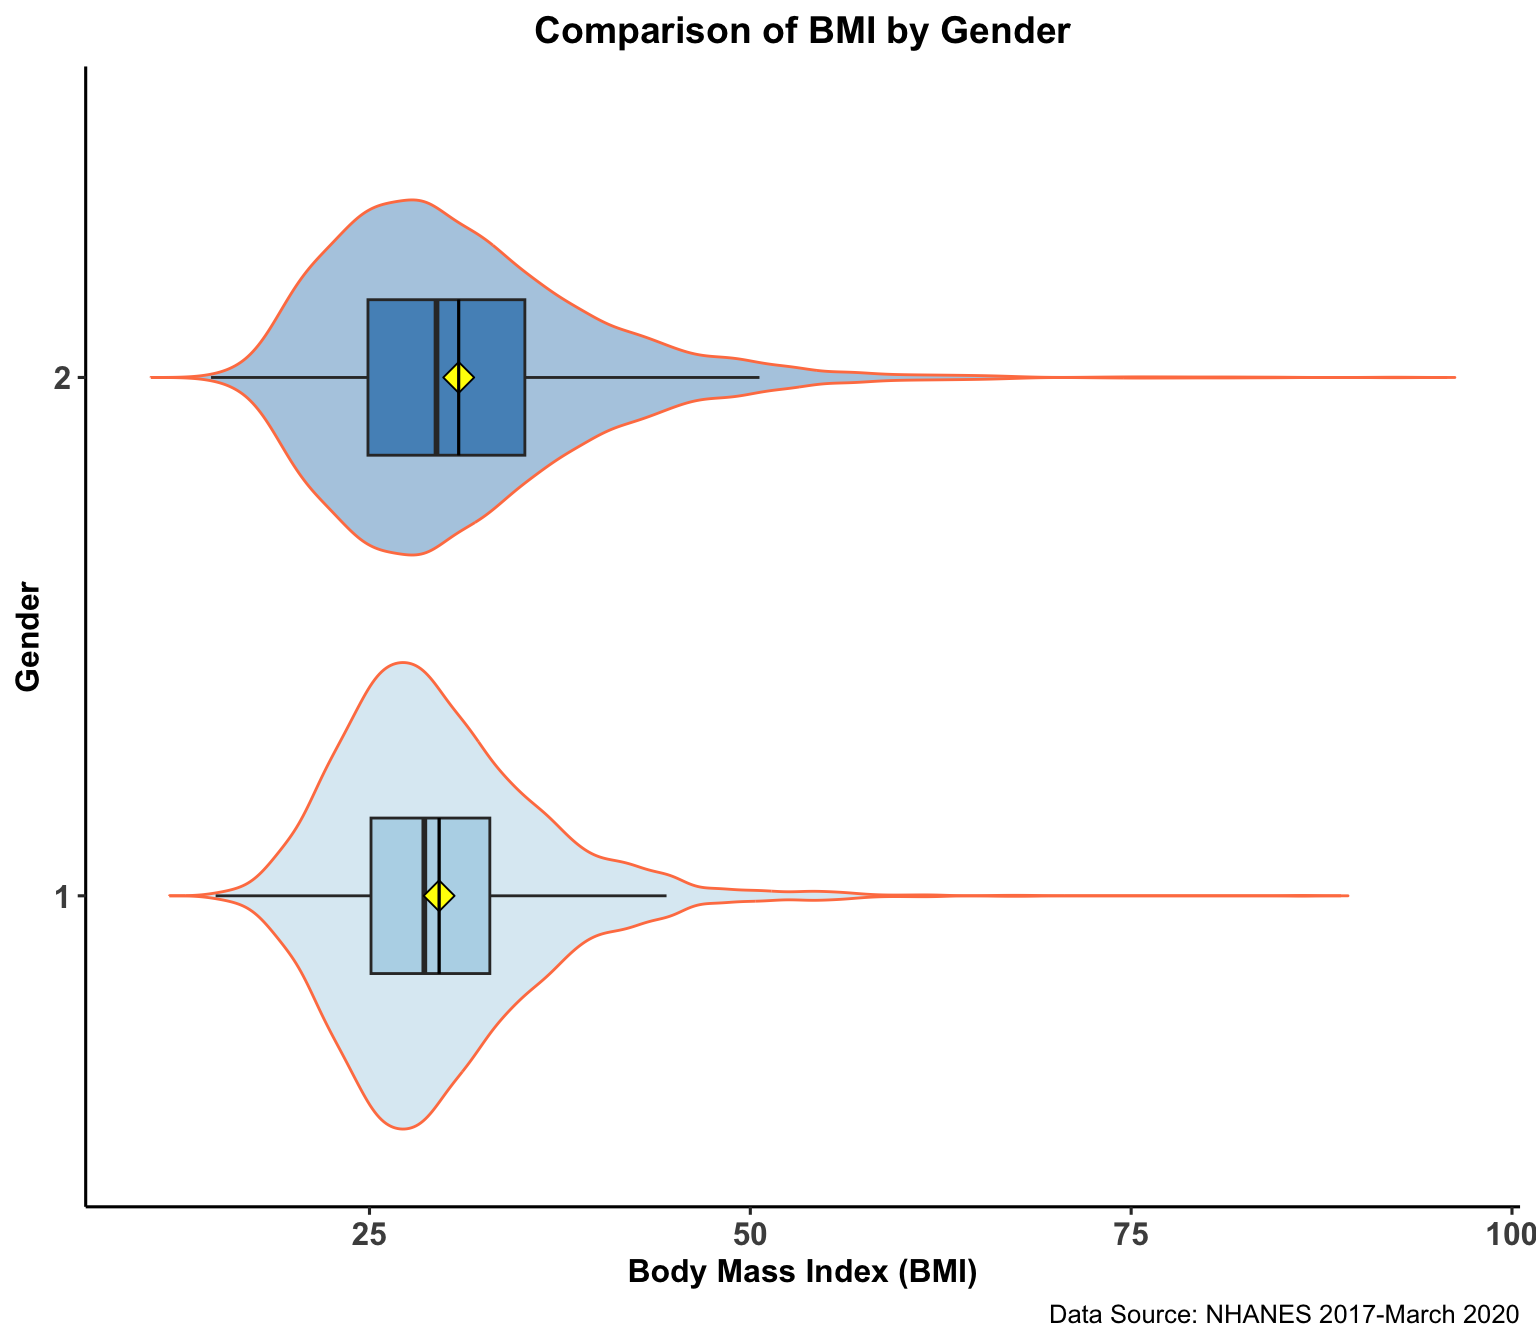 Comparison of BMI by Gender
2
1
Gender
25 50 75 100
Body Mass Index (BMI)
Data Source: NHANES 2017-March 2020